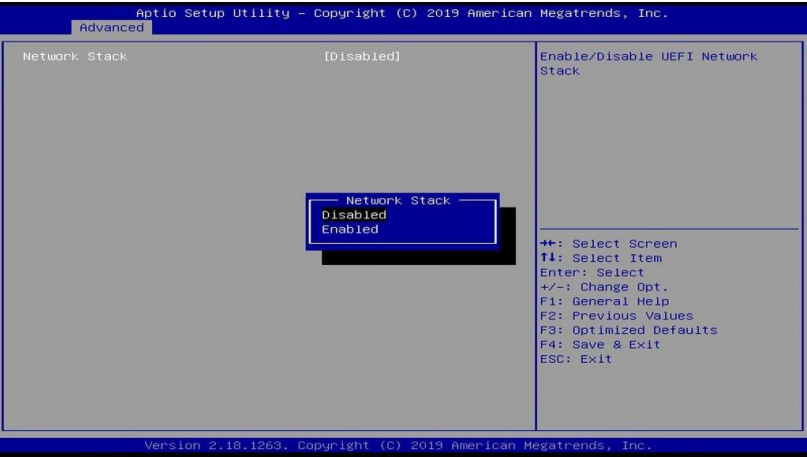 Aptio Setup Utility – Copyright (C) 2019 American Megatrends, Inc.
Advanced
Network Stack [Disabled]
Enable/Disable UEFI Network
Stack
Network Stack
Disabled
Enabled
→←: Select Screen
↑↓: Select Item
Enter: Select
+/-: Change Opt.
F1: General Help
F2: Previous Values
F3: Optimized Defaults
F4: Save & Exit
ESC: Exit
Version 2.18.1263. Copyright (C) 2019 American Megatrends, Inc.